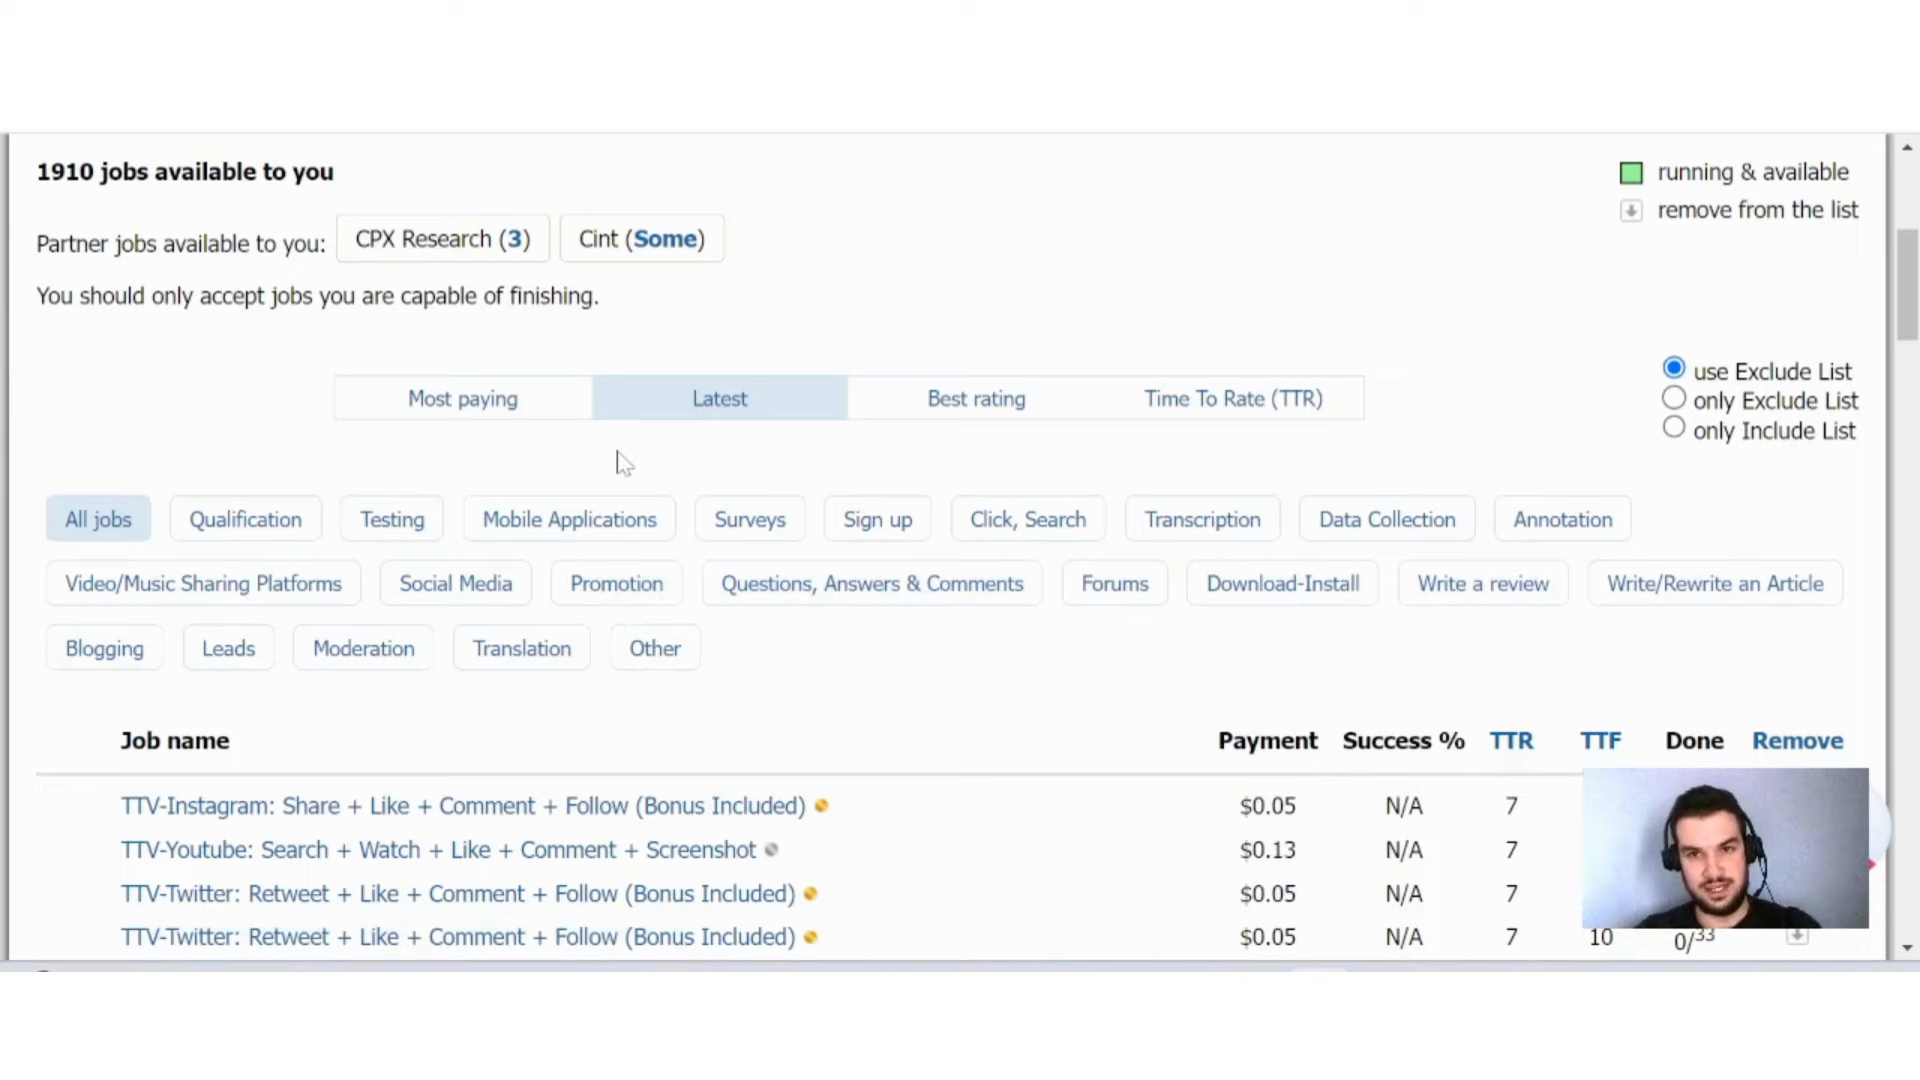 1910 jobs available to you
running & available
remove from the list
Partner jobs available to you: CPX Research (3) Cint (Some)
You should only accept jobs you are capable of finishing.
use Exclude List
only Exclude List
only Include List
Most paying Latest Best rating Time To Rate (TTR)
All jobs Qualification Testing Mobile Applications Surveys Sign up Click, Search Transcription Data Collection Annotation
Video/Music Sharing Platforms Social Media Promotion Questions, Answers & Comments Forums Download-Install Write a review Write/Rewrite an Article
Blogging Leads Moderation Translation Other
Job name Payment Success % TTR TTF Done Remove
TTV-Instagram: Share + Like + Comment + Follow (Bonus Included) $0.05 N/A 7
TTV-Youtube: Search + Watch + Like + Comment + Screenshot $0.13 N/A 7
TTV-Twitter: Retweet + Like + Comment + Follow (Bonus Included) $0.05 N/A 7
TTV-Twitter: Retweet + Like + Comment + Follow (Bonus Included) $0.05 N/A 7 10 0/33